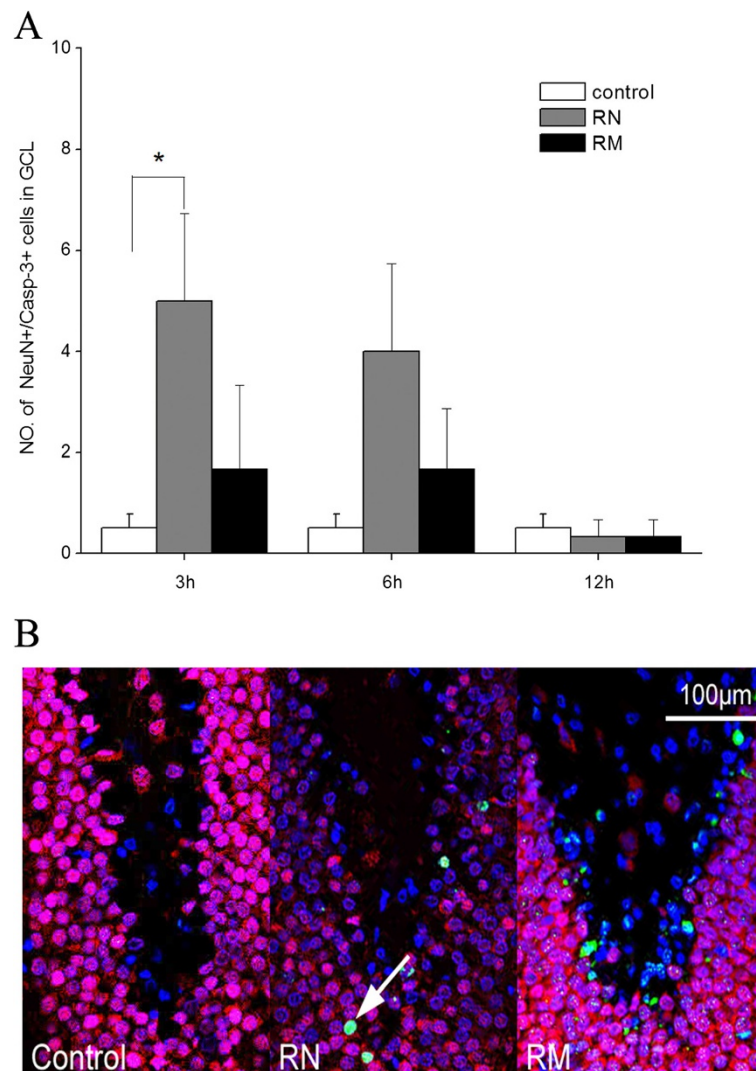 A
10
8
6
4
2
0
NO. of NeuN+/Casp-3+ cells in GCL
control
RN
RM
*
3h 6h 12h
B
100µm
Control RN RM